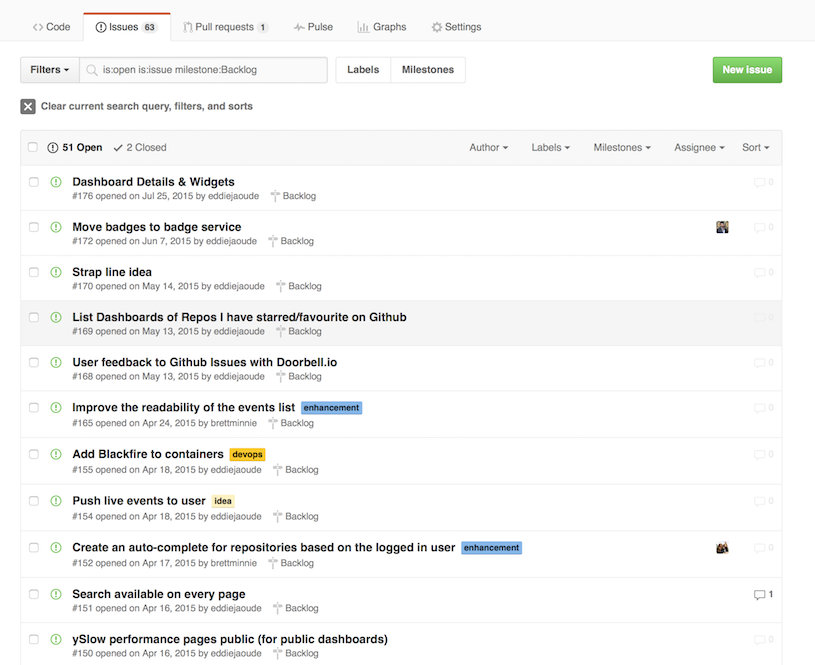 Code Issues 63 Pull requests 1 Pulse Graphs Settings
Filters is:open is:issue milestone:Backlog Labels Milestones New issue
Clear current search query, filters, and sorts
51 Open 2 Closed Author Labels Milestones Assignee Sort
Dashboard Details & Widgets 0
#176 opened on Jul 25, 2015 by eddiejaoude Backlog
Move badges to badge service 0
#172 opened on Jun 7, 2015 by eddiejaoude Backlog
Strap line idea 0
#170 opened on May 14, 2015 by eddiejaoude Backlog
List Dashboards of Repos I have starred/favourite on Github 0
#169 opened on May 13, 2015 by eddiejaoude Backlog
User feedback to Github Issues with Doorbell.io 0
#168 opened on May 13, 2015 by eddiejaoude Backlog
Improve the readability of the events list enhancement 0
#165 opened on Apr 24, 2015 by brettminnie Backlog
Add Blackfire to containers devops 0
#155 opened on Apr 18, 2015 by eddiejaoude Backlog
Push live events to user idea 0
#154 opened on Apr 18, 2015 by eddiejaoude Backlog
Create an auto-complete for repositories based on the logged in user enhancement 0
#152 opened on Apr 17, 2015 by brettminnie Backlog
Search available on every page 1
#151 opened on Apr 16, 2015 by eddiejaoude Backlog
ySlow performance pages public (for public dashboards) 0
#150 opened on Apr 16, 2015 by eddiejaoude Backlog